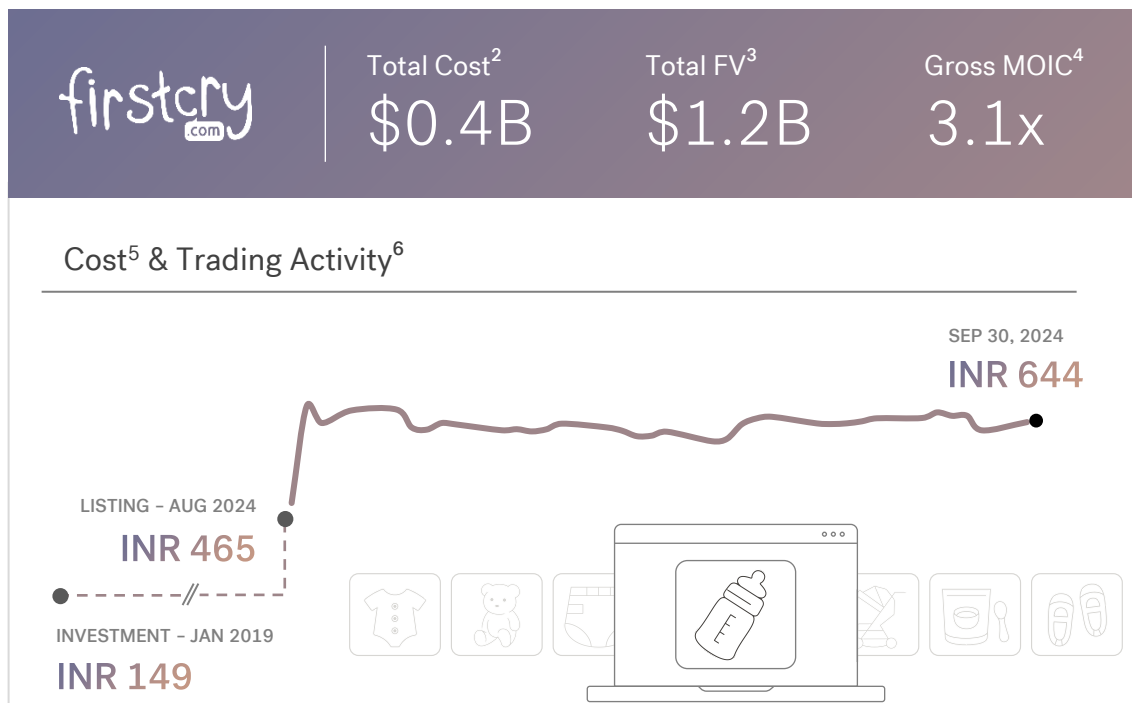 firstcry
.com
Total Cost2
$0.4B
Total FV3
$1.2B
Gross MOIC4
3.1x
Cost5 & Trading Activity6
SEP 30, 2024
INR 644
LISTING – AUG 2024
INR 465
INVESTMENT – JAN 2019
INR 149